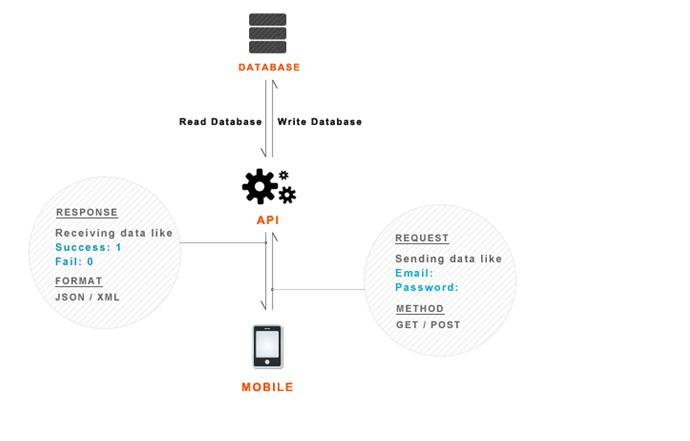 DATABASE
Read Database
Write Database
API
RESPONSE
Receiving data like
Success: 1
Fail: 0
FORMAT
JSON / XML
REQUEST
Sending data like
Email:
Password:
METHOD
GET / POST
MOBILE